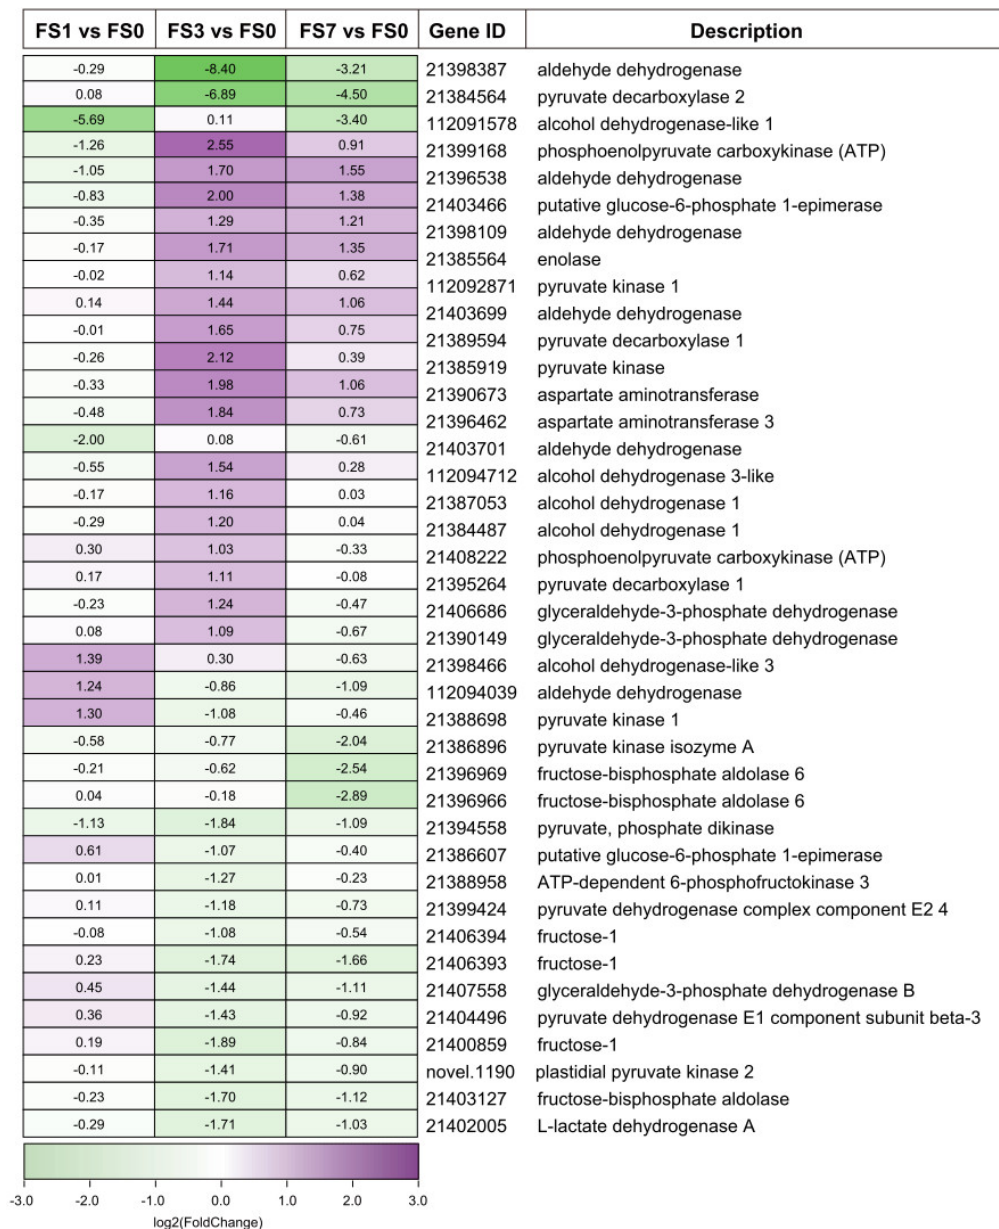 FS1 vs FS0 FS3 vs FS0 FS7 vs FS0 Gene ID Description
-0.29 -8.40 -3.21 21398387 aldehyde dehydrogenase
0.08 -6.89 -4.50 21384564 pyruvate decarboxylase 2
-5.69 0.11 -3.40 112091578 alcohol dehydrogenase-like 1
-1.26 2.55 0.91 21399168 phosphoenolpyruvate carboxykinase (ATP)
-1.05 1.70 1.55 21396538 aldehyde dehydrogenase
-0.83 2.00 1.38 21403466 putative glucose-6-phosphate 1-epimerase
-0.35 1.29 1.21 21398109 aldehyde dehydrogenase
-0.17 1.71 1.35 21385564 enolase
-0.02 1.14 0.62 112092871 pyruvate kinase 1
0.14 1.44 1.06 21403699 aldehyde dehydrogenase
-0.01 1.65 0.75 21389594 pyruvate decarboxylase 1
-0.26 2.12 0.39 21385919 pyruvate kinase
-0.33 1.98 1.06 21390673 aspartate aminotransferase
-0.48 1.84 0.73 21396462 aspartate aminotransferase 3
-2.00 0.08 -0.61 21403701 aldehyde dehydrogenase
-0.55 1.54 0.28 112094712 alcohol dehydrogenase 3-like
-0.17 1.16 0.03 21387053 alcohol dehydrogenase 1
-0.29 1.20 0.04 21384487 alcohol dehydrogenase 1
0.30 1.03 -0.33 21408222 phosphoenolpyruvate carboxykinase (ATP)
0.17 1.11 -0.08 21395264 pyruvate decarboxylase 1
-0.23 1.24 -0.47 21406686 glyceraldehyde-3-phosphate dehydrogenase
0.08 1.09 -0.67 21390149 glyceraldehyde-3-phosphate dehydrogenase
1.39 0.30 -0.63 21398466 alcohol dehydrogenase-like 3
1.24 -0.86 -1.09 112094039 aldehyde dehydrogenase
1.30 -1.08 -0.46 21388698 pyruvate kinase 1
-0.58 -0.77 -2.04 21386896 pyruvate kinase isozyme A
-0.21 -0.62 -2.54 21396969 fructose-bisphosphate aldolase 6
0.04 -0.18 -2.89 21396966 fructose-bisphosphate aldolase 6
-1.13 -1.84 -1.09 21394558 pyruvate, phosphate dikinase
0.61 -1.07 -0.40 21386607 putative glucose-6-phosphate 1-epimerase
0.01 -1.27 -0.23 21388958 ATP-dependent 6-phosphofructokinase 3
0.11 -1.18 -0.73 21399424 pyruvate dehydrogenase complex component E2 4
-0.08 -1.08 -0.54 21406394 fructose-1
0.23 -1.74 -1.66 21406393 fructose-1
0.45 -1.44 -1.11 21407558 glyceraldehyde-3-phosphate dehydrogenase B
0.36 -1.43 -0.92 21404496 pyruvate dehydrogenase E1 component subunit beta-3
0.19 -1.89 -0.84 21400859 fructose-1
-0.11 -1.41 -0.90 novel.1190 plastidial pyruvate kinase 2
-0.23 -1.70 -1.12 21403127 fructose-bisphosphate aldolase
-0.29 -1.71 -1.03 21402005 L-lactate dehydrogenase A
-3.0 -2.0 -1.0 0.0 1.0 2.0 3.0
log2(FoldChange)